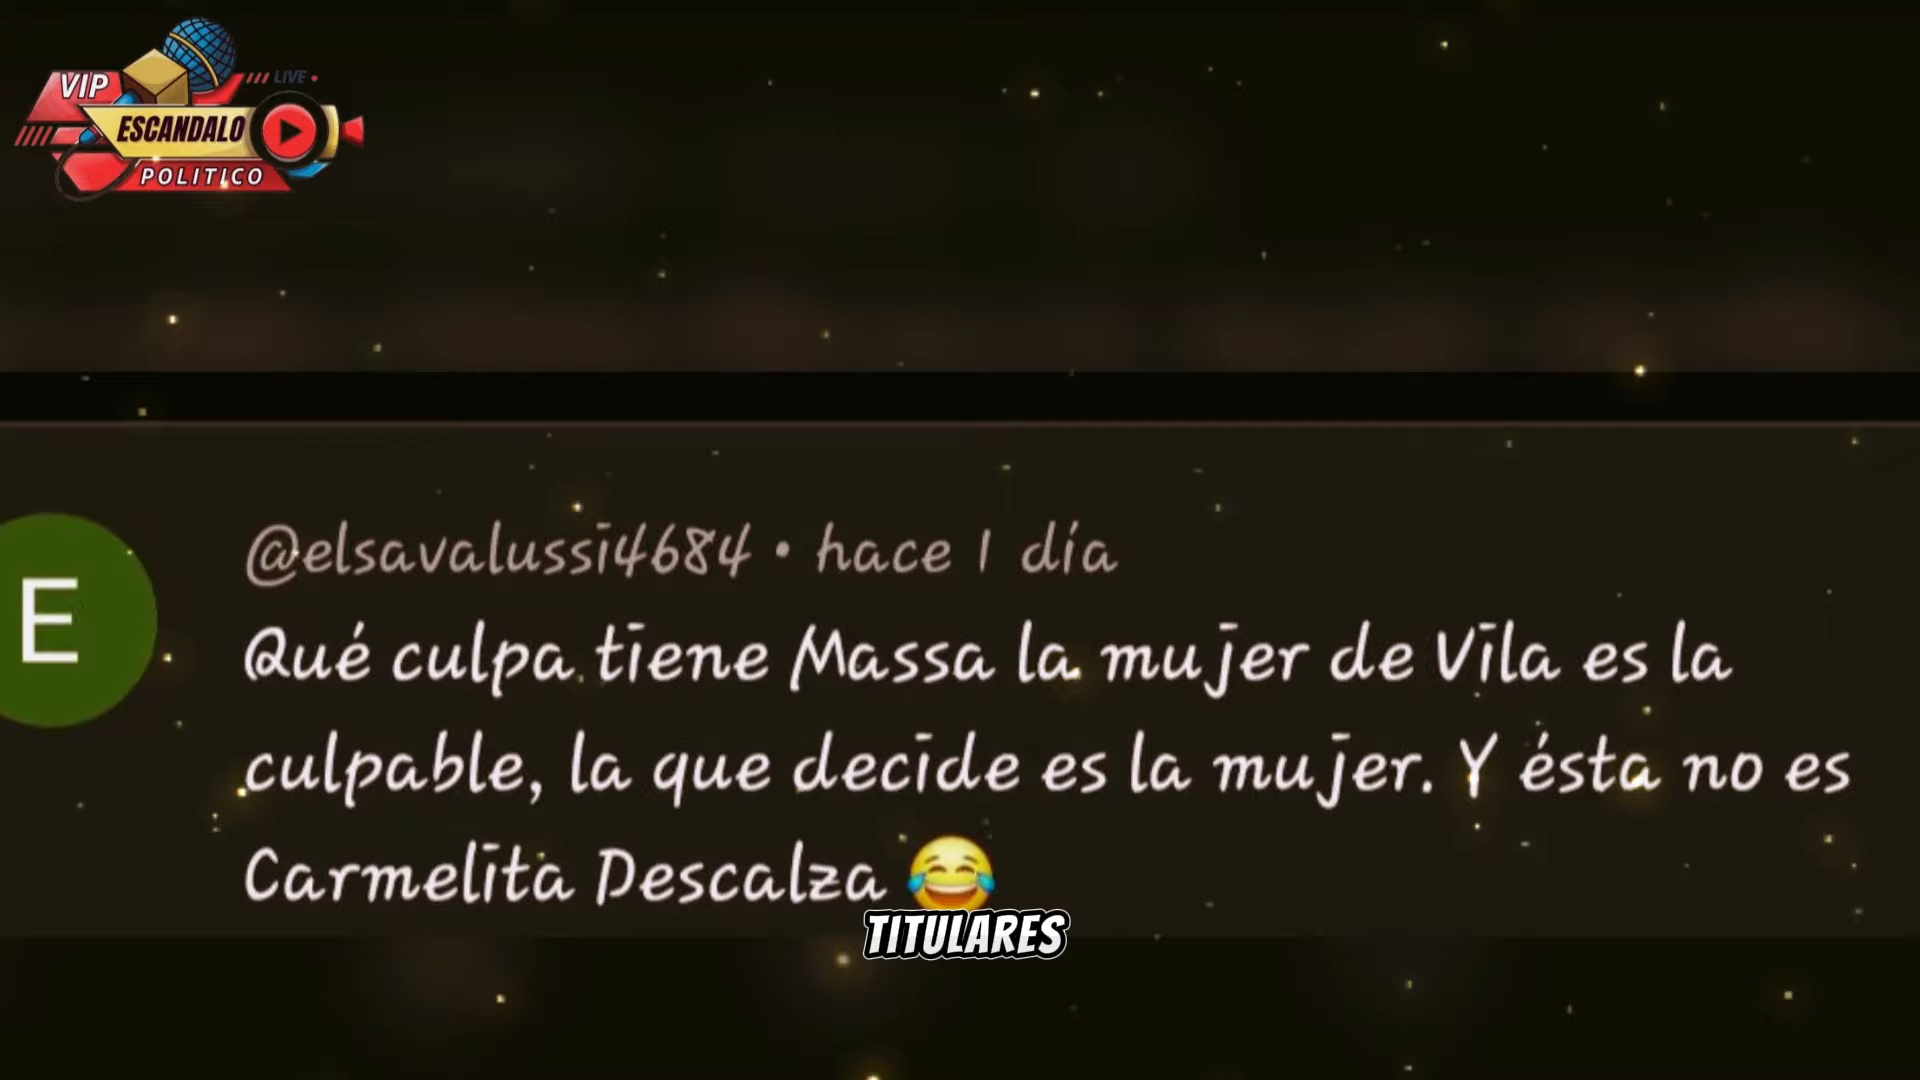 VIP
LIVE
ESCANDALO
POLITICO
@elsavalussi4684 • hace 1 día
Qué culpa tiene Massa la mujer de Vila es la
culpable, la que decide es la mujer. Y ésta no es
Carmelita Descalza 😂
TITULARES
E